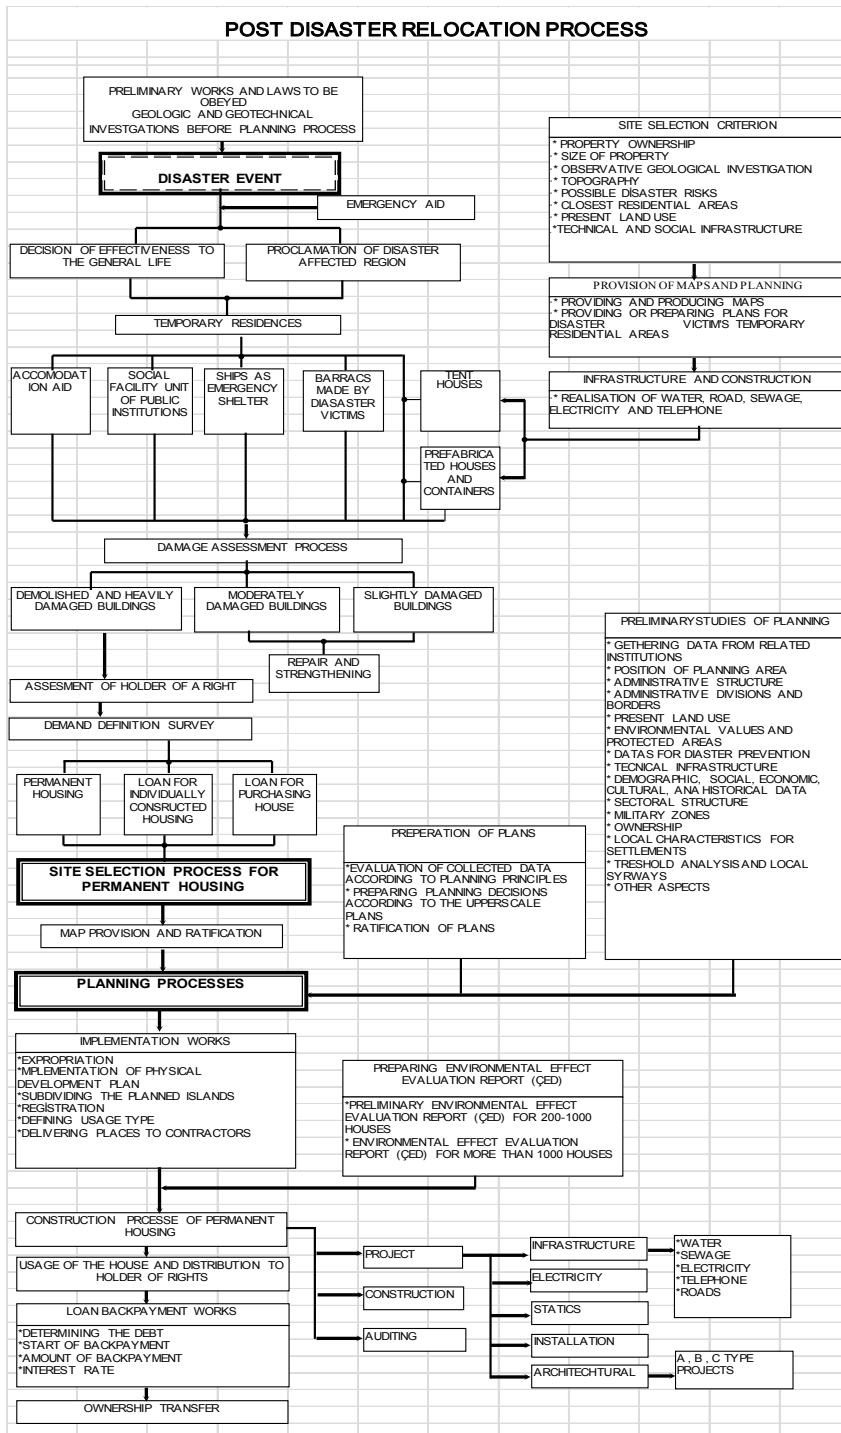 POST DISASTER RELOCATION PROCESS
PRELIMINARY WORKS AND LAWS TO BE
OBEYED
GEOLOGIC AND GEOTECHNICAL
INVESTGATIONS BEFORE PLANNING PROCESS
DISASTER EVENT
EMERGENCY AID
DECISION OF EFFECTIVENESS TO
THE GENERAL LIFE
PROCLAMATION OF DISASTER
AFFECTED REGION
TEMPORARY RESIDENCES
ACCOMODAT
ION AID
SOCIAL
FACILITY UNIT
OF PUBLIC
INSTITUTIONS
SHIPS AS
EMERGENCY
SHELTER
BARRACS
MADE BY
DIASASTER
VICTIMS
TENT
HOUSES
PREFABRICA
TED HOUSES
AND
CONTAINERS
SITE SELECTION CRITERION
* PROPERTY OWNERSHIP
* SIZE OF PROPERTY
* OBSERVATIVE GEOLOGICAL INVESTIGATION
* TOPOGRAPHY
* POSSIBLE DİSASTER RISKS
* CLOSEST RESIDENTIAL AREAS
* PRESENT LAND USE
*TECHNICAL AND SOCIAL INFRASTRUCTURE
PROVISION OF MAPS AND PLANNING
* PROVIDING AND PRODUCING MAPS
* PROVIDING OR PREPARING PLANS FOR
DISASTER VICTIM'S TEMPORARY
RESIDENTIAL AREAS
INFRASTRUCTURE AND CONSTRUCTION
* REALISATION OF WATER, ROAD, SEWAGE,
ELECTRICITY AND TELEPHONE
DAMAGE ASSESSMENT PROCESS
DEMOLISHED AND HEAVILY
DAMAGED BUILDINGS
MODERATELY
DAMAGED BUILDINGS
SLIGHTLY DAMAGED
BUILDINGS
REPAIR AND
STRENGTHENING
ASSESMENT OF HOLDER OF A RIGHT
DEMAND DEFINITION SURVEY
PERMANENT
HOUSING
LOAN FOR
INDIVIDUALLY
CONSTRUCTED
HOUSING
LOAN FOR
PURCHASING
HOUSE
SITE SELECTION PROCESS FOR
PERMANENT HOUSING
MAP PROVISION AND RATIFICATION
PLANNING PROCESSES
PREPERATION OF PLANS
*EVALUATION OF COLLECTED DATA
ACCORDING TO PLANNING PRINCIPLES
* PREPARING PLANNING DECISIONS
ACCORDING TO THE UPPERSCALE
PLANS
* RATIFICATION OF PLANS
PRELIMINARYSTUDIES OF PLANNING
* GETHERING DATA FROM RELATED
INSTITUTIONS
* POSITION OF PLANNING AREA
* ADMINISTRATIVE STRUCTURE
* ADMINISTRATIVE DIVISIONS AND
BORDERS
* PRESENT LAND USE
* ENVIRONMENTAL VALUES AND
PROTECTED AREAS
* DATAS FOR DIASTER PREVENTION
* TECNICAL INFRASTRUCTURE
* DEMOGRAPHIC, SOCIAL, ECONOMIC,
CULTURAL, ANA HISTORICAL DATA
* SECTORAL STRUCTURE
* MILITARY ZONES
* OWNERSHIP
* LOCAL CHARACTERISTICS FOR
SETTLEMENTS
* TRESHOLD ANALYSIS AND LOCAL
SYRWAYS
* OTHER ASPECTS
IMPLEMENTATION WORKS
*EXPROPRIATION
*MPLEMENTATION OF PHYSICAL
DEVELOPMENT PLAN
*SUBDIVIDING THE PLANNED ISLANDS
*REGİSTRATION
*DEFINING USAGE TYPE
*DELIVERING PLACES TO CONTRACTORS
PREPARING ENVIRONMENTAL EFFECT
EVALUATION REPORT (ÇED)
*PRELIMINARY ENVIRONMENTAL EFFECT
EVALUATION REPORT (ÇED) FOR 200-1000
HOUSES
* ENVIRONMENTAL EFFECT EVALUATION
REPORT (ÇED) FOR MORE THAN 1000 HOUSES
CONSTRUCTION PRCSSE OF PERMANENT
HOUSING
USAGE OF THE HOUSE AND DISTRIBUTION TO
HOLDER OF RIGHTS
LOAN BACKPAYMENT WORKS
*DETERMINING THE DEBT
*START OF BACKPAYMENT
*AMOUNT OF BACKPAYMENT
*INTEREST RATE
OWNERSHIP TRANSFER
PROJECT
CONSTRUCTION
AUDITING
INFRASTRUCTURE
ELECTRICITY
STATICS
INSTALLATION
ARCHITECHTURAL
*WATER
*SEWAGE
*ELECTRICITY
*TELEPHONE
*ROADS
A , B , C TYPE
PROJECTS